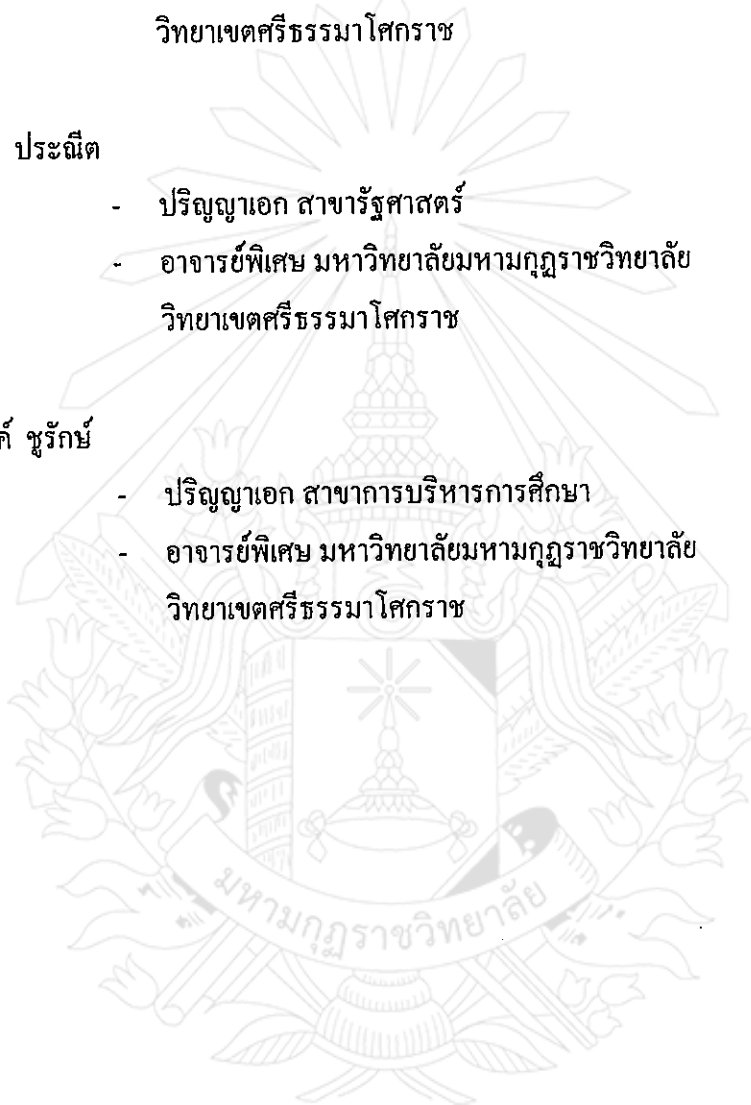 วิทยาเขตศรีธรรมาโศกราช
ประณีต
- ปริญญาเอก สาขารัฐศาสตร์
- อาจารย์พิเศษ มหาวิทยาลัยมหามกุฏราชวิทยาลัย
วิทยาเขตศรีธรรมาโศกราช
ค์ ชูรักษ์
- ปริญญาเอก สาขาการบริหารการศึกษา
- อาจารย์พิเศษ มหาวิทยาลัยมหามกุฏราชวิทยาลัย
วิทยาเขตศรีธรรมาโศกราช
มหามกุฏราชวิทยาลัย